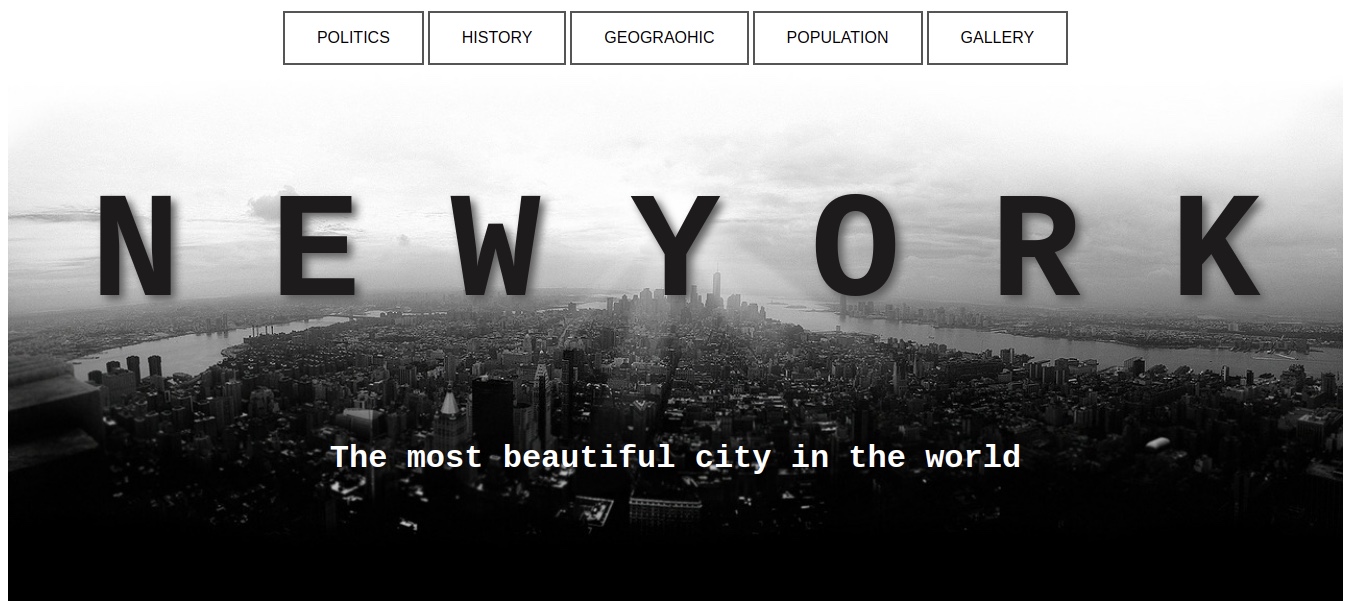 POLITICS HISTORY GEOGRAOHIC POPULATION GALLERY
N E W Y O R K
The most beautiful city in the world